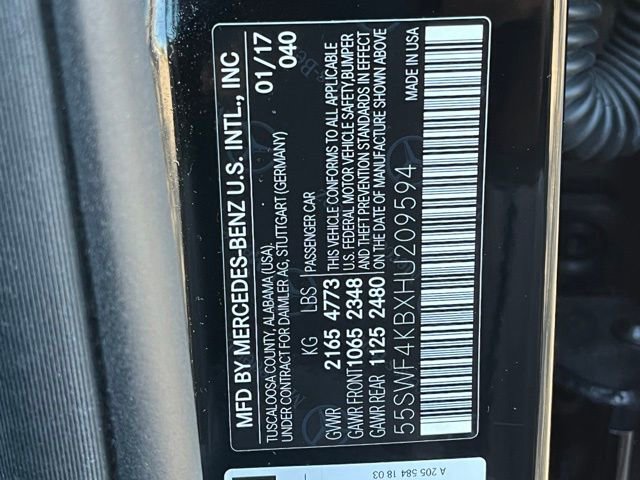 MFD BY MERCEDES-BENZ U.S. INTL., INC
TUSCALOOSA COUNTY, ALABAMA (USA), 01/17
UNDER CONTRACT FOR DAIMLER AG, STUTTGART (GERMANY) 040
KG LBS PASSENGER CAR
GVWR 2165 4773 THIS VEHICLE CONFORMS TO ALL APPLICABLE
GAWR FRONT 1065 2348 U.S. FEDERAL MOTOR VEHICLE SAFETY,BUMPER
AND THEFT PREVENTION STANDARDS IN EFFECT
GAWR REAR 1125 2480 ON THE DATE OF MANUFACTURE SHOWN ABOVE
55SWF4KBXHU209594 MADE IN USA
A 205 584 18 03